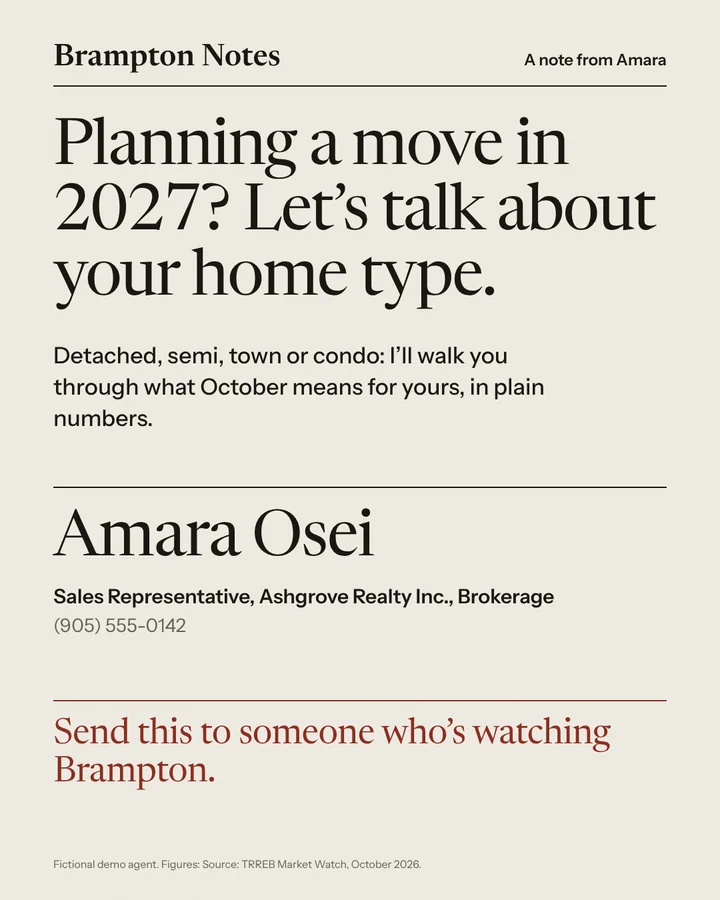 Brampton Notes
A note from Amara
Planning a move in
2027? Let’s talk about
your home type.
Detached, semi, town or condo: I’ll walk you
through what October means for yours, in plain
numbers.
Amara Osei
Sales Representative, Ashgrove Realty Inc., Brokerage
(905) 555-0142
Send this to someone who’s watching
Brampton.
Fictional demo agent. Figures: Source: TRREB Market Watch, October 2026.